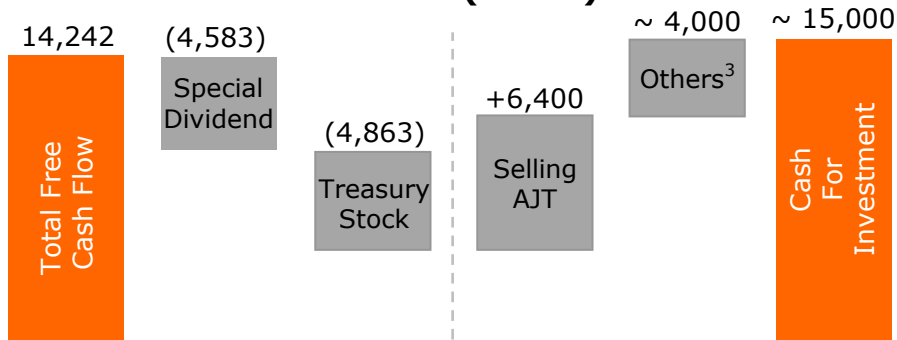 14,242
Total Free
Cash Flow
(4,583)
Special
Dividend
(4,863)
Treasury
Stock
+6,400
Selling
AJT
~ 4,000
Others³
~ 15,000
Cash
For
Investment